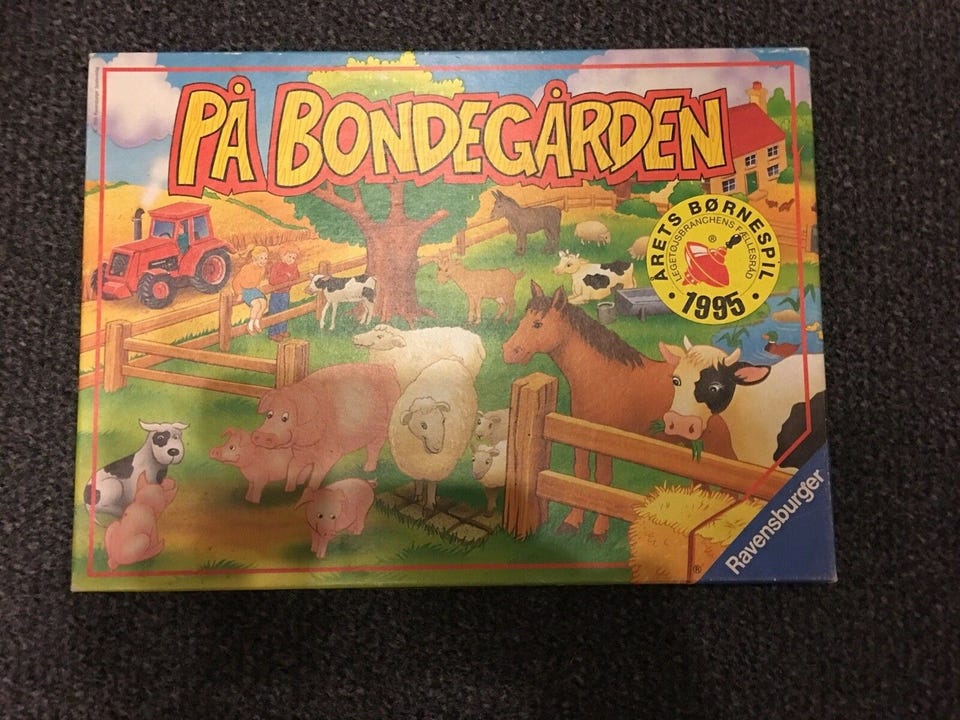 PÅ BONDEGÅRDEN
ÅRETS BØRNESPIL
LEGETØJSBRANCHENS FÆLLESRÅD
®
• 1995 •
Ravensburger
®